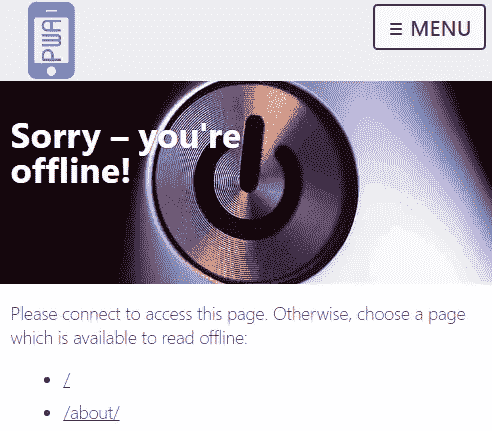 PWA
☰ MENU
Sorry – you're
offline!
Please connect to access this page. Otherwise, choose a page
which is available to read offline:
/
/about/